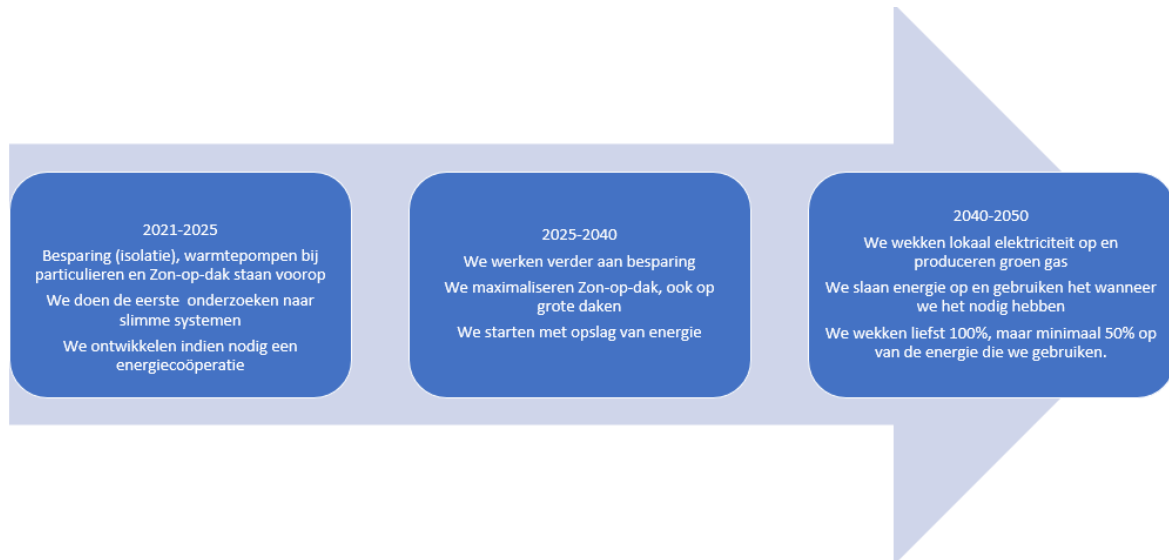 2021-2025
Besparing (isolatie), warmtepompen bij
particulieren en Zon-op-dak staan voorop
We doen de eerste  onderzoeken naar
slimme systemen
We ontwikkelen indien nodig een
energiecoöperatie
2025-2040
We werken verder aan besparing
We maximaliseren Zon-op-dak, ook op
grote daken
We starten met opslag van energie
2040-2050
We wekken lokaal elektriciteit op en
produceren groen gas
We slaan energie op en gebruiken het wanneer
we het nodig hebben
We wekken liefst 100%, maar minimaal 50% op
van de energie die we gebruiken.